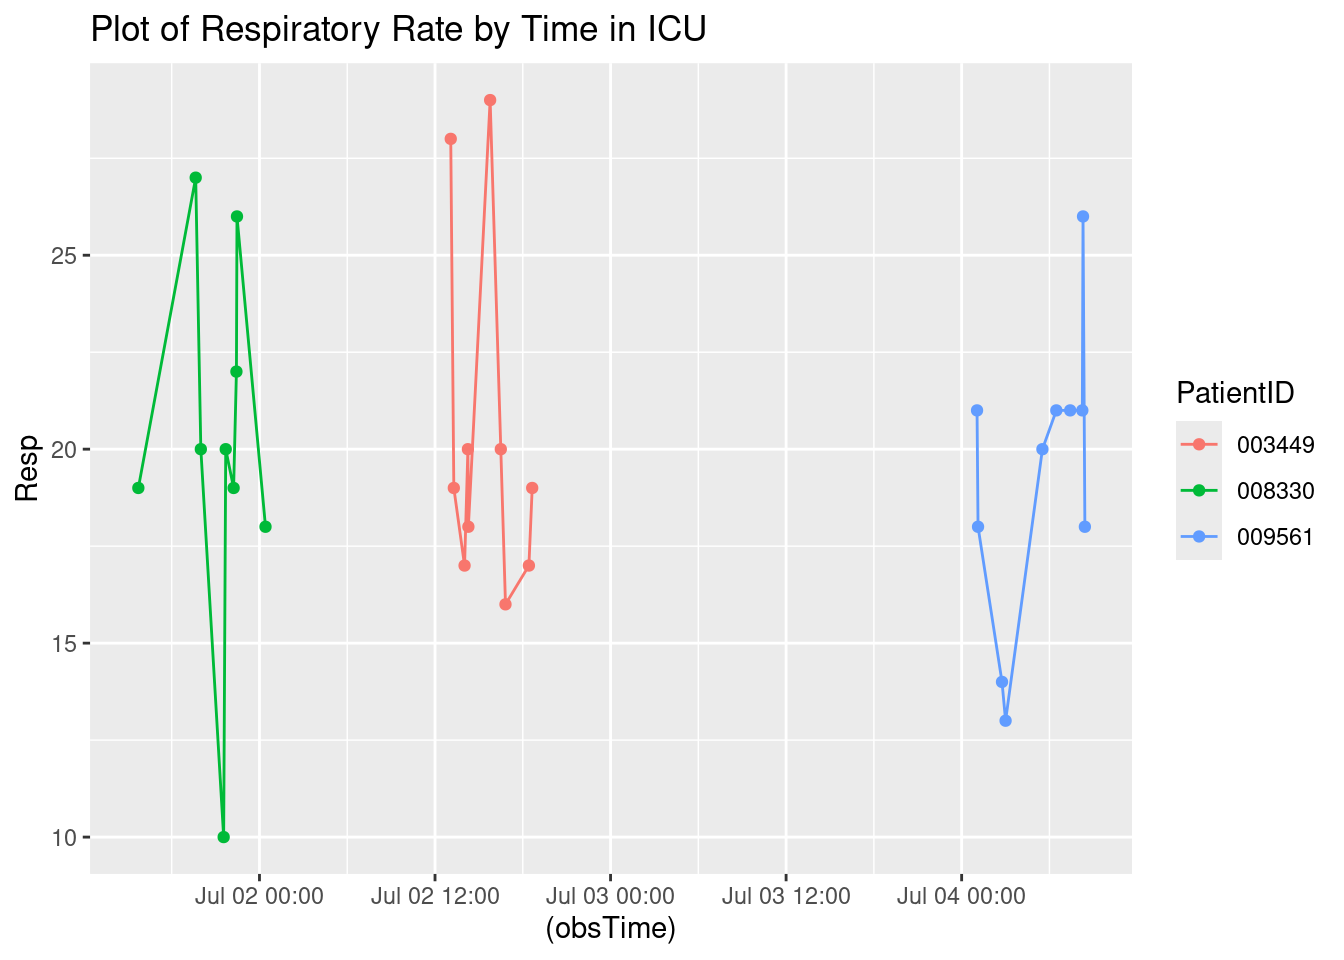 Plot of Respiratory Rate by Time in ICU
Resp
25
20
15
10
Jul 02 00:00
Jul 02 12:00
Jul 03 00:00
Jul 03 12:00
Jul 04 00:00
(obsTime)
PatientID
003449
008330
009561